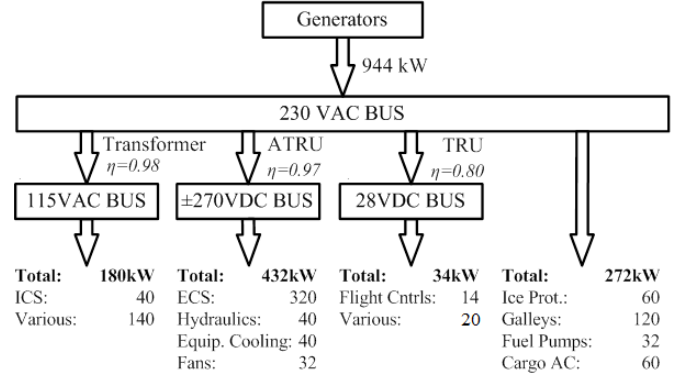 Generators
944 kW
230 VAC BUS
Transformer
η=0.98
ATRU
η=0.97
TRU
η=0.80
115VAC BUS
±270VDC BUS
28VDC BUS
Total: 180kW
ICS: 40
Various: 140
Total: 432kW
ECS: 320
Hydraulics: 40
Equip. Cooling: 40
Fans: 32
Total: 34kW
Flight Cntrls: 14
Various: 20
Total: 272kW
Ice Prot.: 60
Galleys: 120
Fuel Pumps: 32
Cargo AC: 60